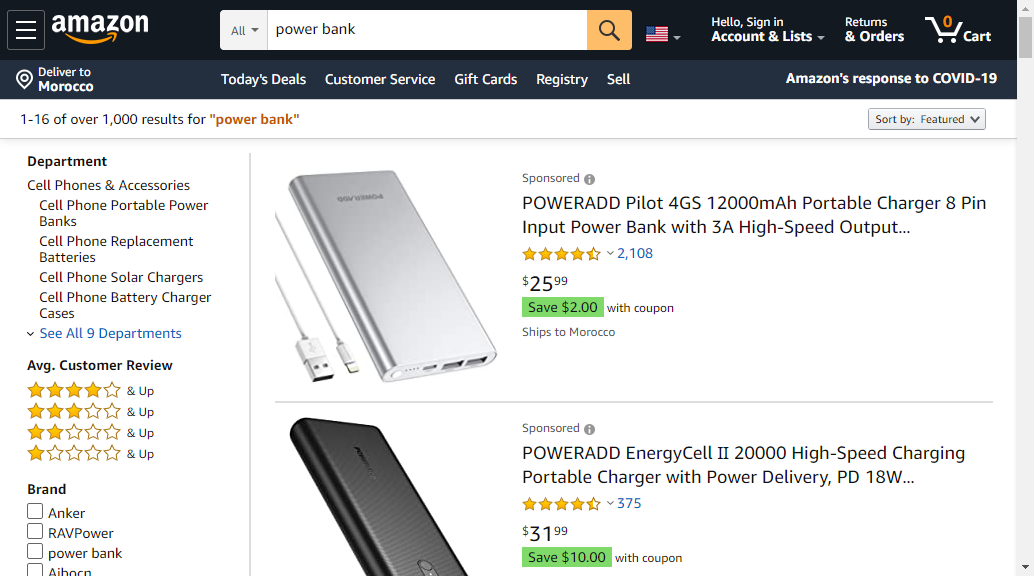 amazon
All
power bank
Hello, Sign in
Account & Lists
Returns
& Orders
0
Cart
Deliver to
Morocco
Today's Deals
Customer Service
Gift Cards
Registry
Sell
Amazon's response to COVID-19
1-16 of over 1,000 results for "power bank"
Sort by: Featured
Department
Cell Phones & Accessories
Cell Phone Portable Power
Banks
Cell Phone Replacement
Batteries
Cell Phone Solar Chargers
Cell Phone Battery Charger
Cases
See All 9 Departments
Avg. Customer Review
& Up
& Up
& Up
& Up
Brand
Anker
RAVPower
power bank
Aibocn
POWERADD
Sponsored
POWERADD Pilot 4GS 12000mAh Portable Charger 8 Pin
Input Power Bank with 3A High-Speed Output...
2,108
$2599
Save $2.00 with coupon
Ships to Morocco
Sponsored
POWERADD EnergyCell II 20000 High-Speed Charging
Portable Charger with Power Delivery, PD 18W...
375
$3199
Save $10.00 with coupon